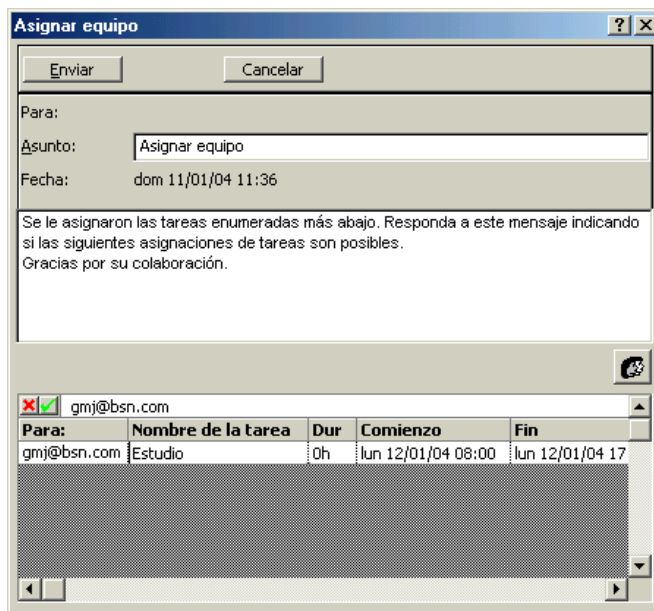 Asignar equipo
Enviar Cancelar
Para:
Asunto: Asignar equipo
Fecha: dom 11/01/04 11:36
Se le asignaron las tareas enumeradas más abajo. Responda a este mensaje indicando
si las siguientes asignaciones de tareas son posibles.
Gracias por su colaboración.
gmj@bsn.com
Para: Nombre de la tarea Dur Comienzo Fin
gmj@bsn.com Estudio 0h lun 12/01/04 08:00 lun 12/01/04 17